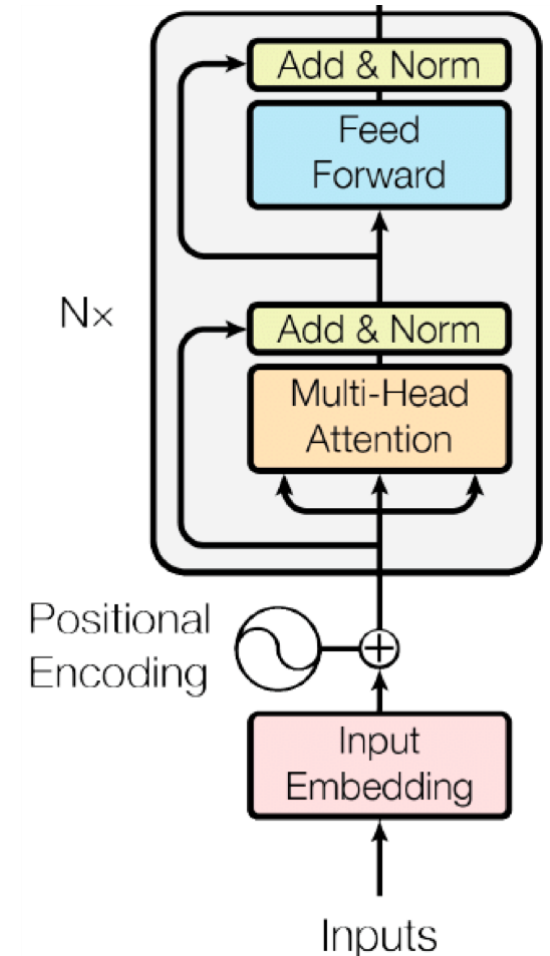 Add & Norm
Feed
Forward
Nx
Add & Norm
Multi-Head
Attention
Positional
Encoding
Input
Embedding
Inputs